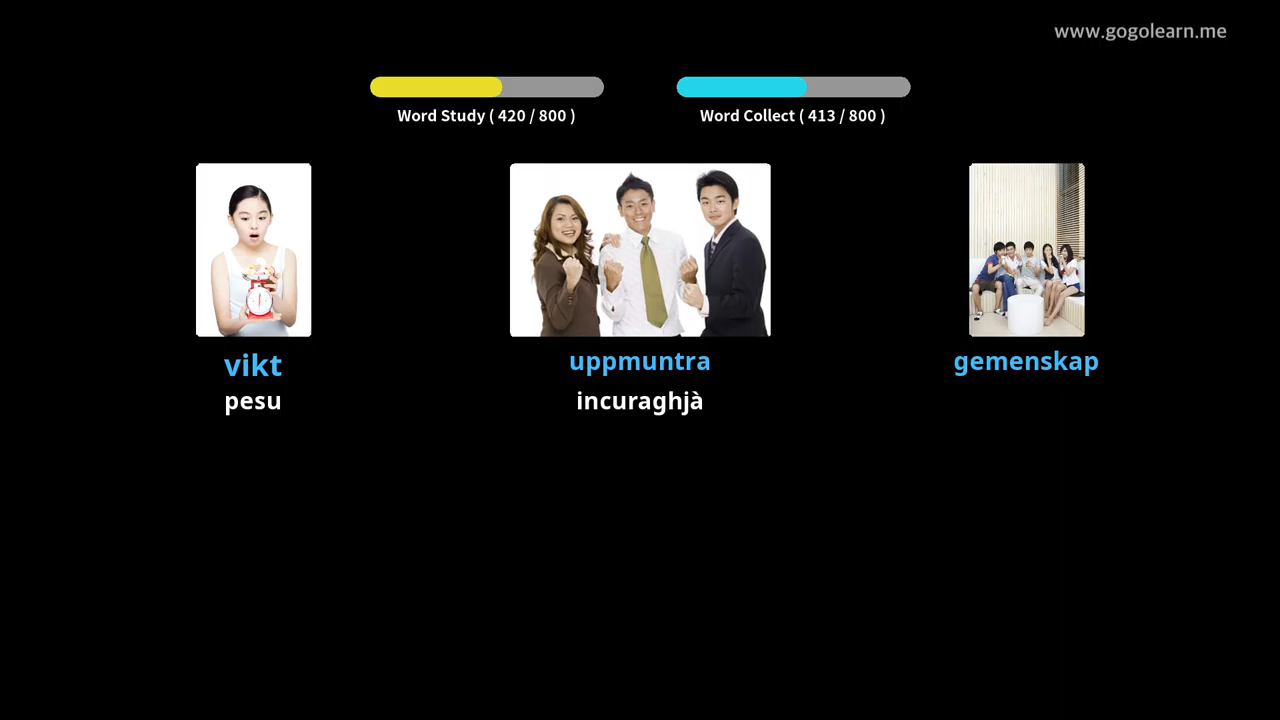 www.gogolearn.me
Word Study ( 420 / 800 )
Word Collect ( 413 / 800 )
vikt
pesu
uppmuntra
incuraghjà
gemenskap